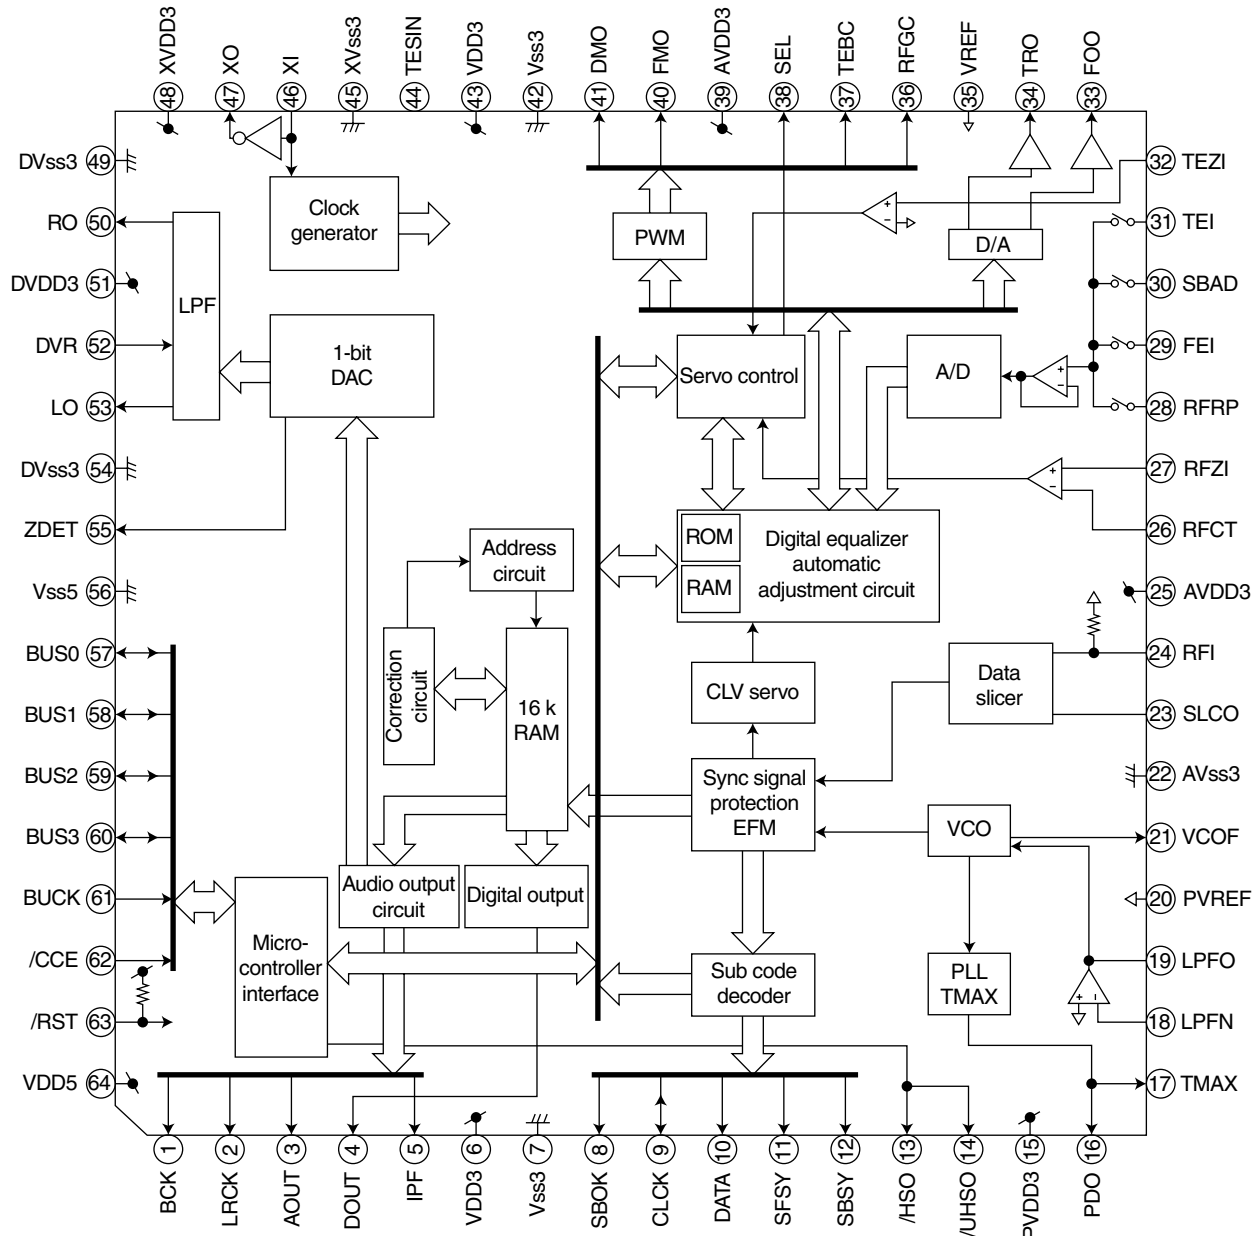 XVDD3
XO
XI
XVss3
TESIN
VDD3
Vss3
DMO
FMO
AVDD3
SEL
TEBC
RFGC
VREF
TRO
FOO
48
47
46
45
44
43
42
41
40
39
38
37
36
35
34
33
DVss3 49
RO 50
DVDD3 51
DVR 52
LO 53
DVss3 54
ZDET 55
Vss5 56
BUS0 57
BUS1 58
BUS2 59
BUS3 60
BUCK 61
/CCE 62
/RST 63
VDD5 64
Clock
generator
LPF
1-bit
DAC
PWM
D/A
+
−
Servo control
A/D
+
−
+
−
ROM
RAM
Digital equalizer
automatic
adjustment circuit
Address
circuit
Correction
circuit
16 k
RAM
CLV servo
Data
slicer
Sync signal
protection
EFM
VCO
Audio output
circuit
Digital output
Micro-
controller
interface
Sub code
decoder
PLL
TMAX
+
−
32 TEZI
31 TEI
30 SBAD
29 FEI
28 RFRP
27 RFZI
26 RFCT
25 AVDD3
24 RFI
23 SLCO
22 AVss3
21 VCOF
20 PVREF
19 LPFO
18 LPFN
17 TMAX
1
2
3
4
5
6
7
8
9
10
11
12
13
14
15
16
BCK
LRCK
AOUT
DOUT
IPF
VDD3
Vss3
SBOK
CLCK
DATA
SFSY
SBSY
/HSO
/UHSO
PVDD3
PDO